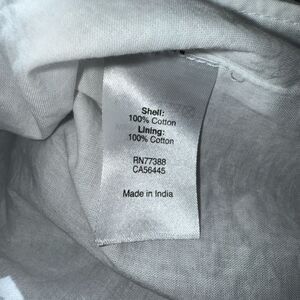 Shell:
100% Cotton
Lining:
100% Cotton
RN77388
CA56445
Made in India